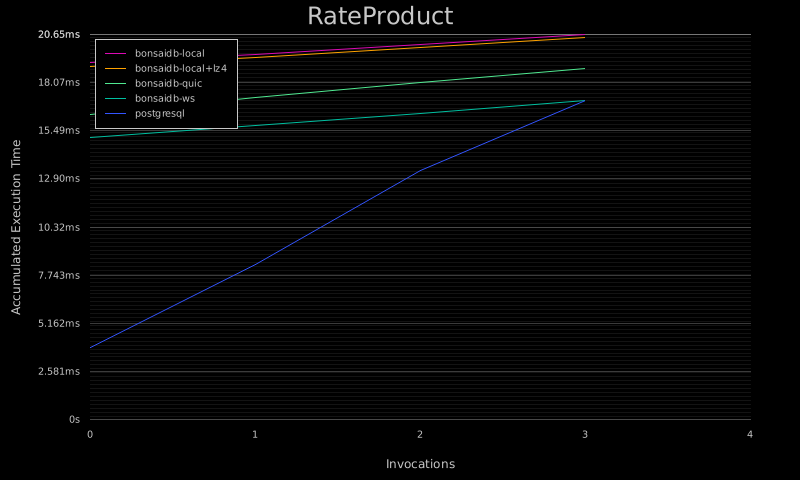 RateProduct
20.65ms
18.07ms
15.49ms
12.90ms
10.32ms
7.743ms
5.162ms
2.581ms
0s
Accumulated Execution Time
bonsaidb-local
bonsaidb-local+lz4
bonsaidb-quic
bonsaidb-ws
postgresql
0 1 2 3 4
Invocations